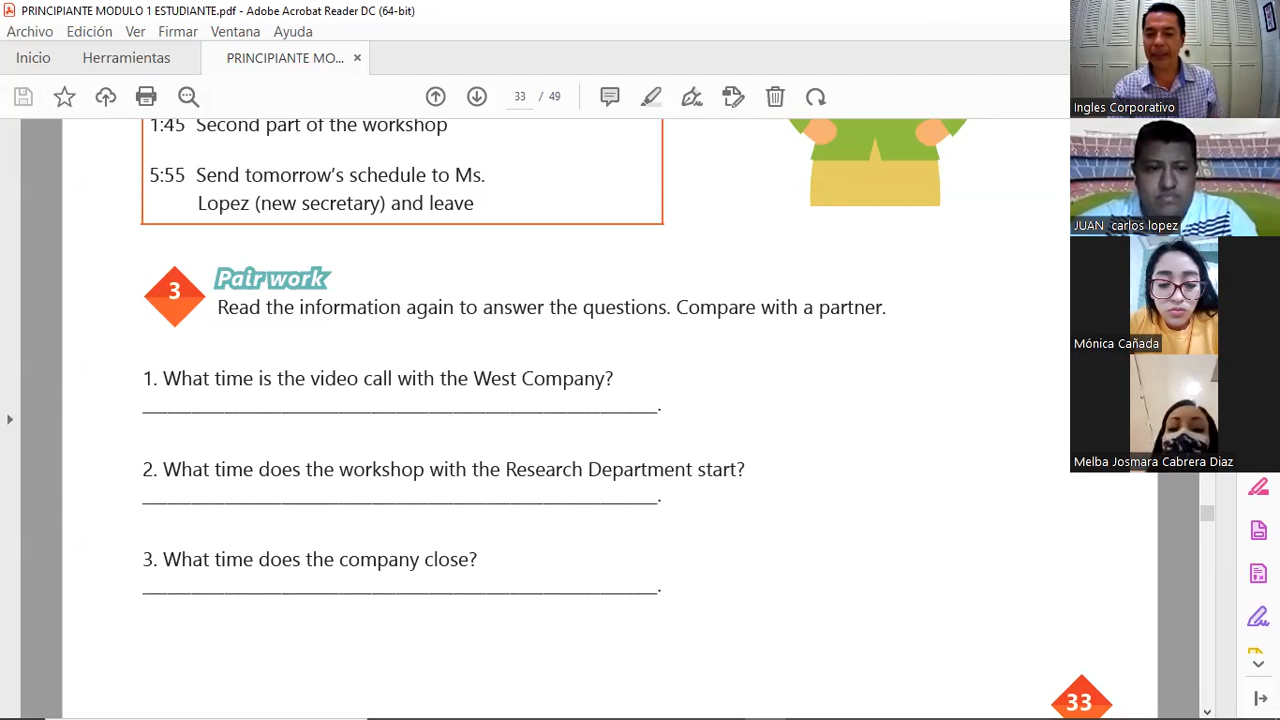 PRINCIPIANTE MODULO 1 ESTUDIANTE.pdf - Adobe Acrobat Reader DC (64-bit)
Archivo Edición Ver Firmar Ventana Ayuda
Inicio Herramientas PRINCIPIANTE MO... ×
33 / 49
1:45 Second part of the workshop
5:55 Send tomorrow's schedule to Ms.
Lopez (new secretary) and leave
3 Pair work
Read the information again to answer the questions. Compare with a partner.
1. What time is the video call with the West Company?
_______________________________________________.
2. What time does the workshop with the Research Department start?
_______________________________________________.
3. What time does the company close?
_______________________________________________.
33
Ingles Corporativo
JUAN carlos lopez
Mónica Cañada
Melba Josmara Cabrera Diaz